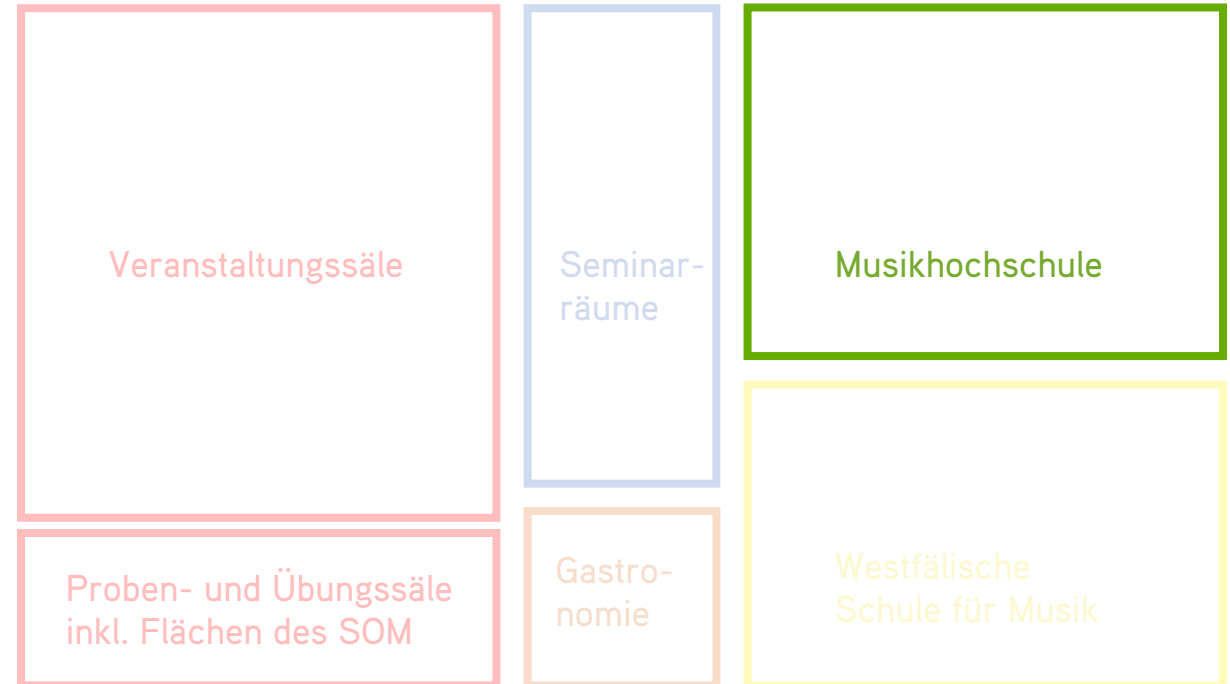 Veranstaltungssäle
Seminar-
räume
Musikhochschule
Proben- und Übungssäle
inkl. Flächen des SOM
Gastro-
nomie
Westfälische
Schule für Musik